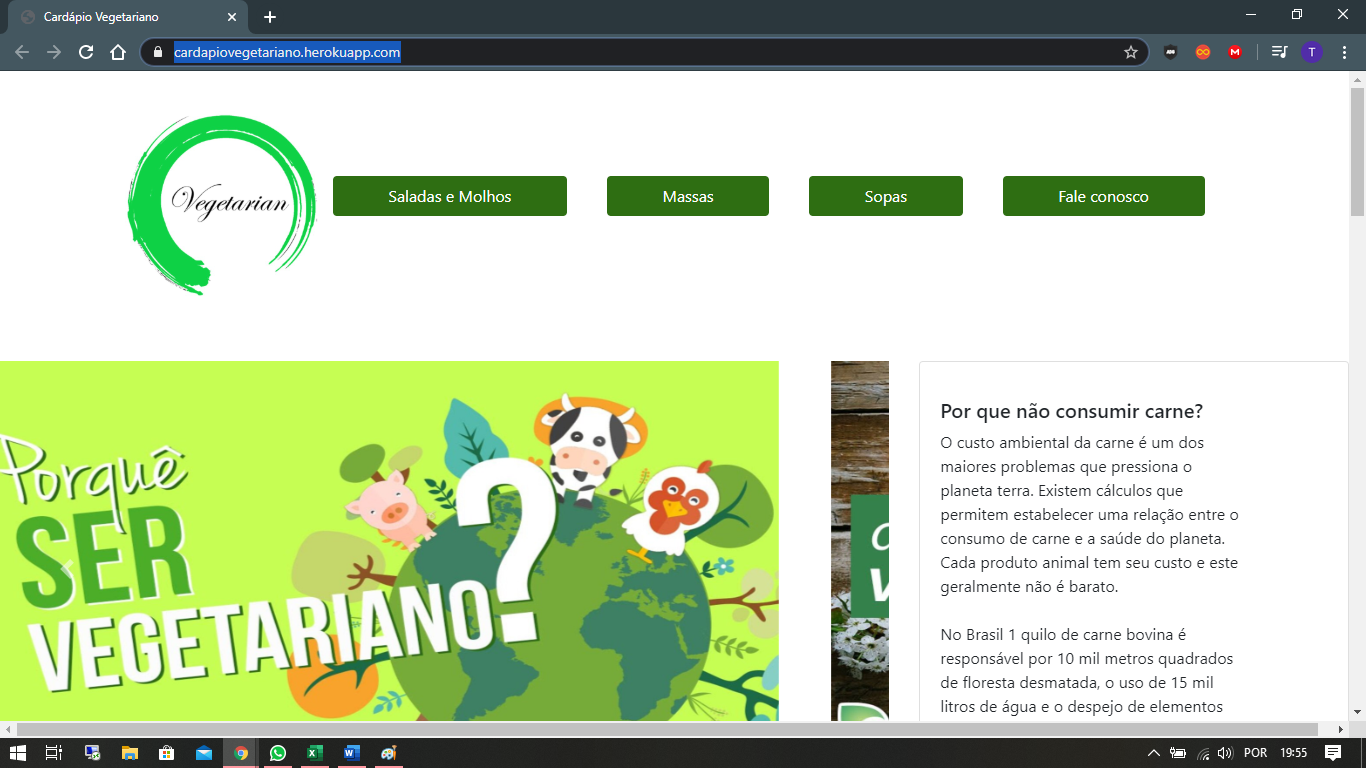 Cardápio Vegetariano
cardapiovegetariano.herokuapp.com
T
Vegetarian
Saladas e Molhos
Massas
Sopas
Fale conosco
Porquê
SER
VEGETARIANO?
Por que não consumir carne?
O custo ambiental da carne é um dos
maiores problemas que pressiona o
planeta terra. Existem cálculos que
permitem estabelecer uma relação entre o
consumo de carne e a saúde do planeta.
Cada produto animal tem seu custo e este
geralmente não é barato.
No Brasil 1 quilo de carne bovina é
responsável por 10 mil metros quadrados
de floresta desmatada, o uso de 15 mil
litros de água e o despejo de elementos
POR
19:55